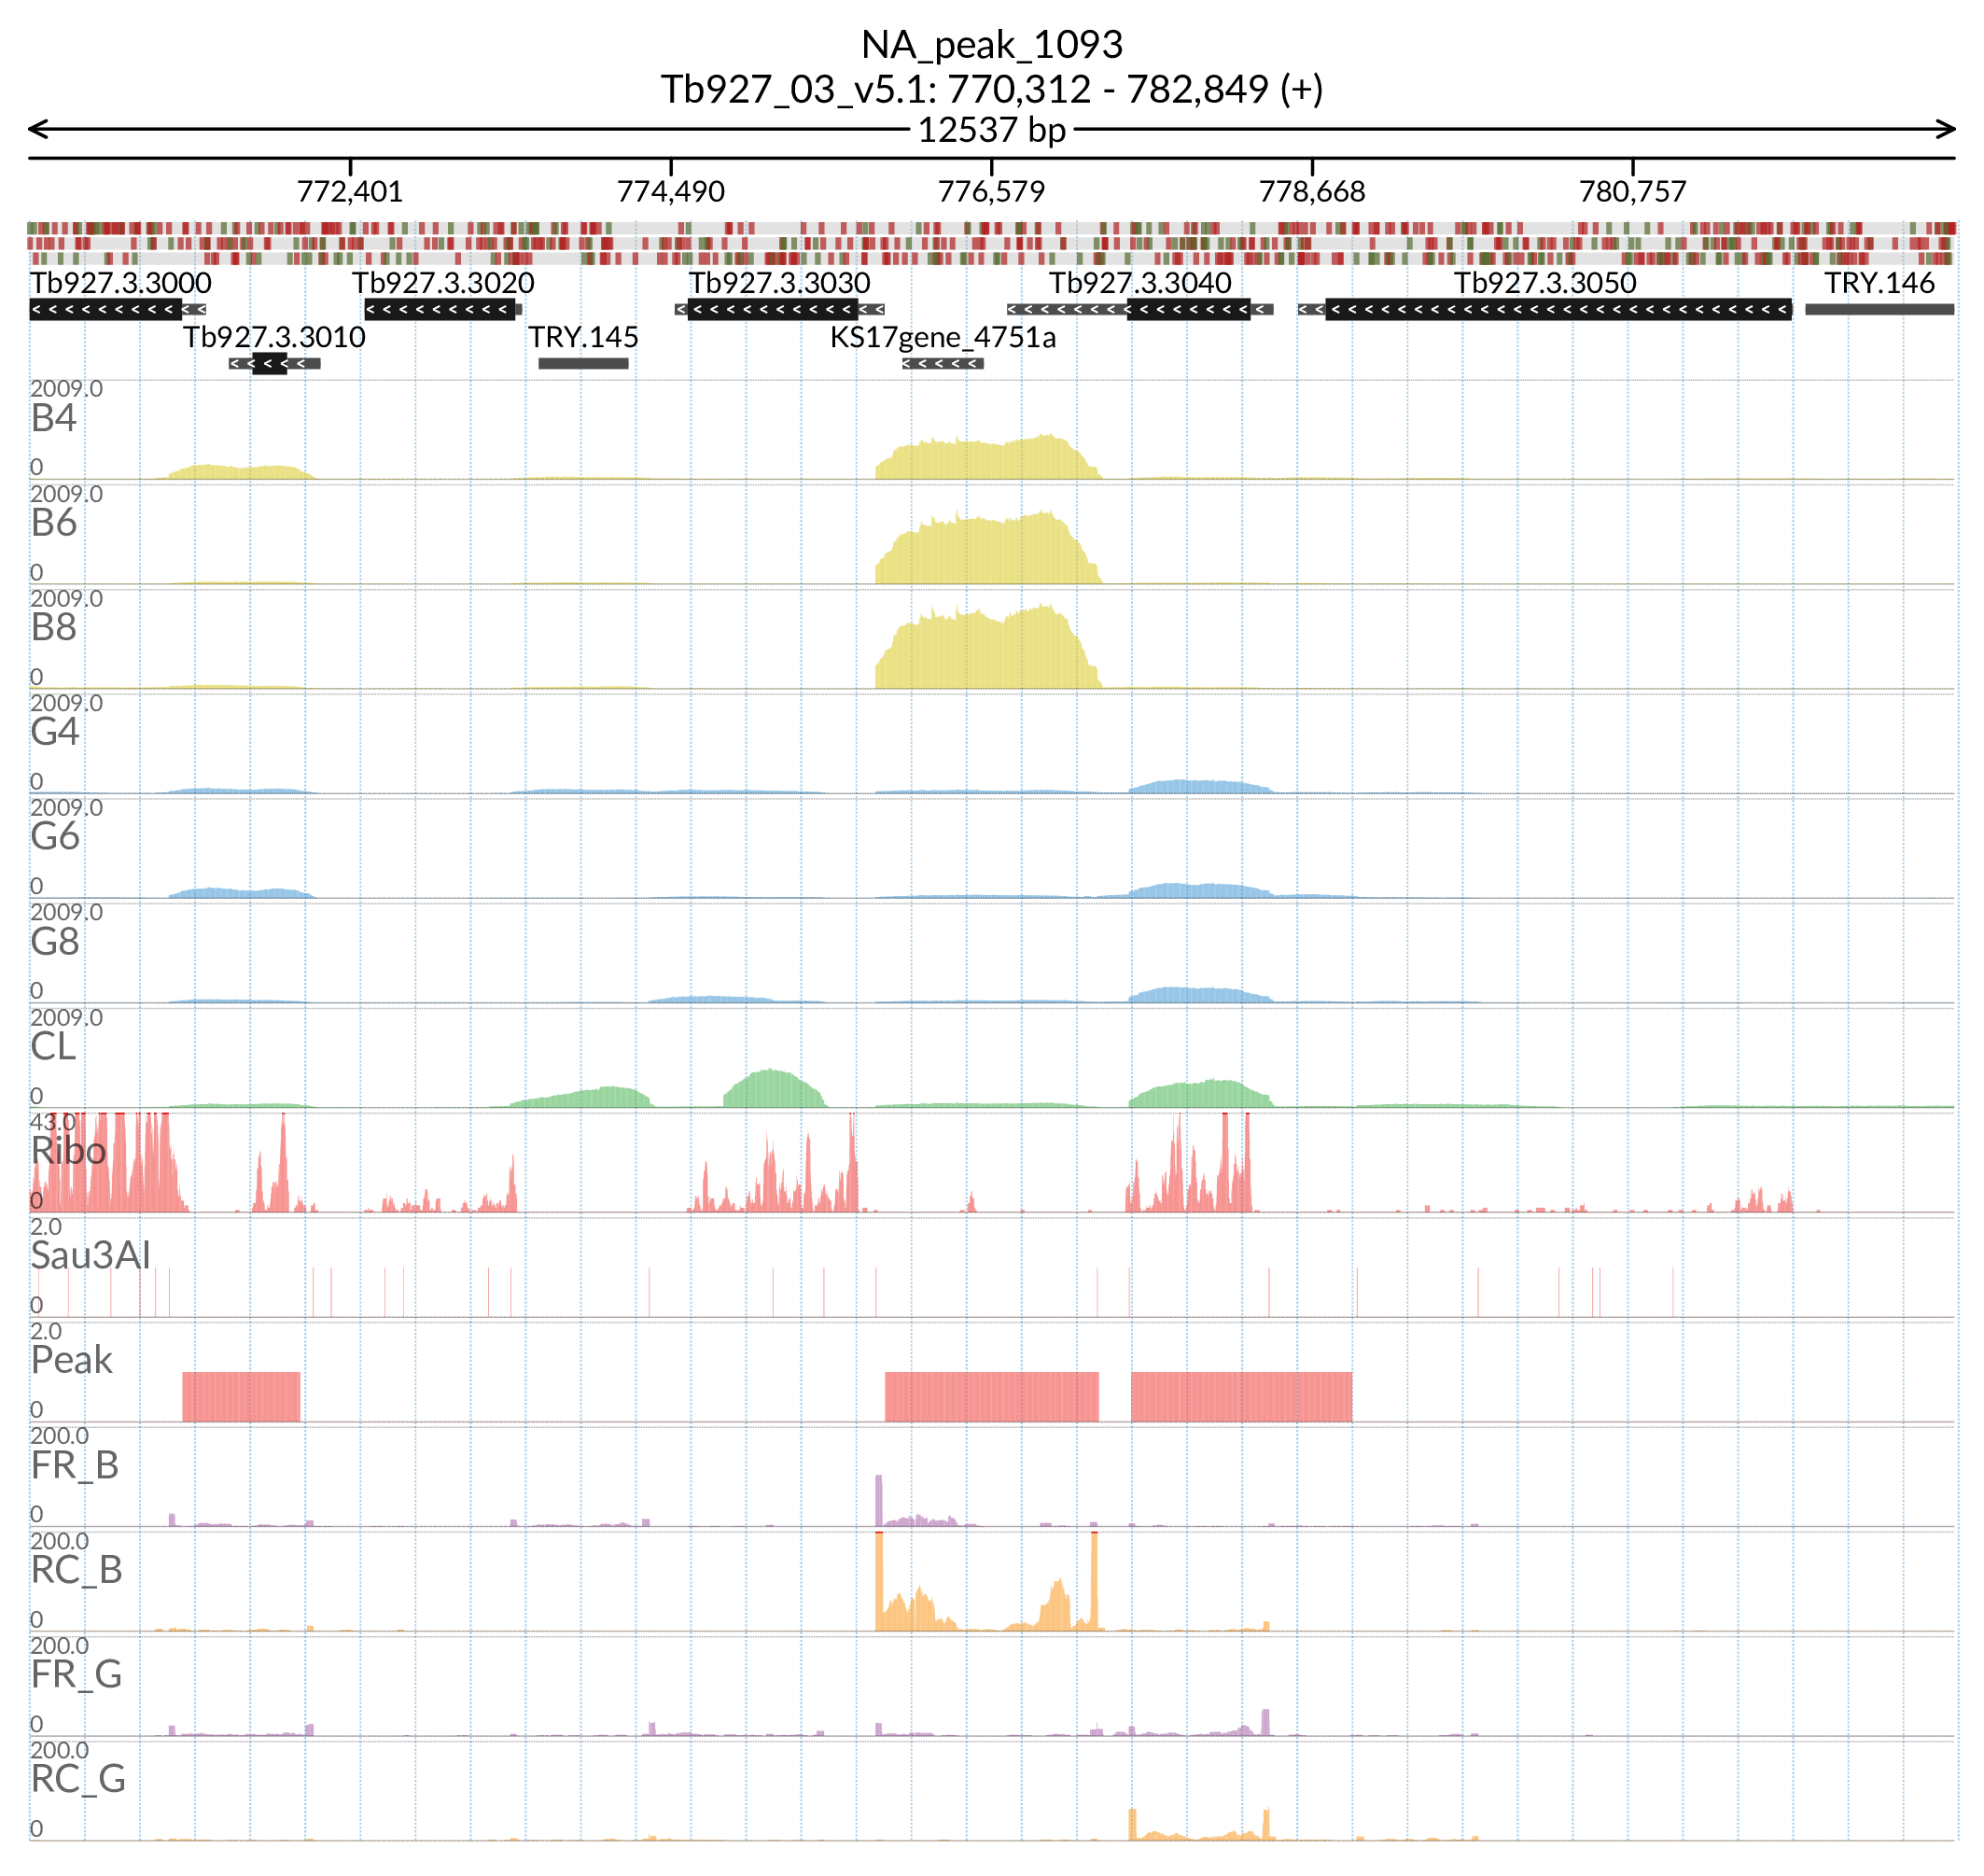 NA_peak_1093
Tb927_03_v5.1: 770,312 - 782,849 (+)
12537 bp
772,401 774,490 776,579 778,668 780,757
Tb927.3.3000 Tb927.3.3020 Tb927.3.3030 Tb927.3.3040 Tb927.3.3050 TRY.146
Tb927.3.3010 TRY.145 KS17gene_4751a
2009.0
B4
0
2009.0
B6
0
2009.0
B8
0
2009.0
G4
0
2009.0
G6
0
2009.0
G8
0
2009.0
CL
0
43.0
Ribo
0
2.0
Sau3AI
0
2.0
Peak
0
200.0
FR_B
0
200.0
RC_B
0
200.0
FR_G
0
200.0
RC_G
0